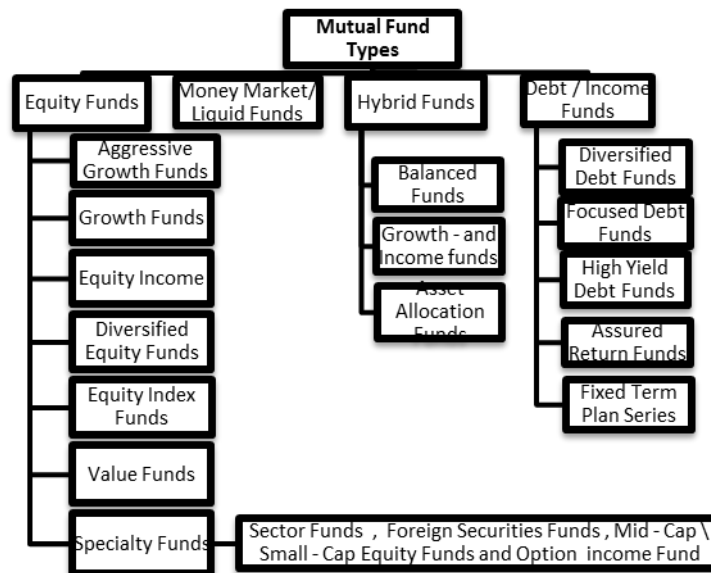 Mutual Fund
Types
Equity Funds
Money Market/
Liquid Funds
Hybrid Funds
Debt / Income
Funds
Aggressive
Growth Funds
Growth Funds
Equity Income
Diversified
Equity Funds
Equity Index
Funds
Value Funds
Specialty Funds
Sector Funds , Foreign Securities Funds , Mid - Cap \
Small - Cap Equity Funds and Option income Fund
Balanced
Funds
Growth - and
Income funds
Asset
Allocation
Funds
Diversified
Debt Funds
Focused Debt
Funds
High Yield
Debt Funds
Assured
Return Funds
Fixed Term
Plan Series